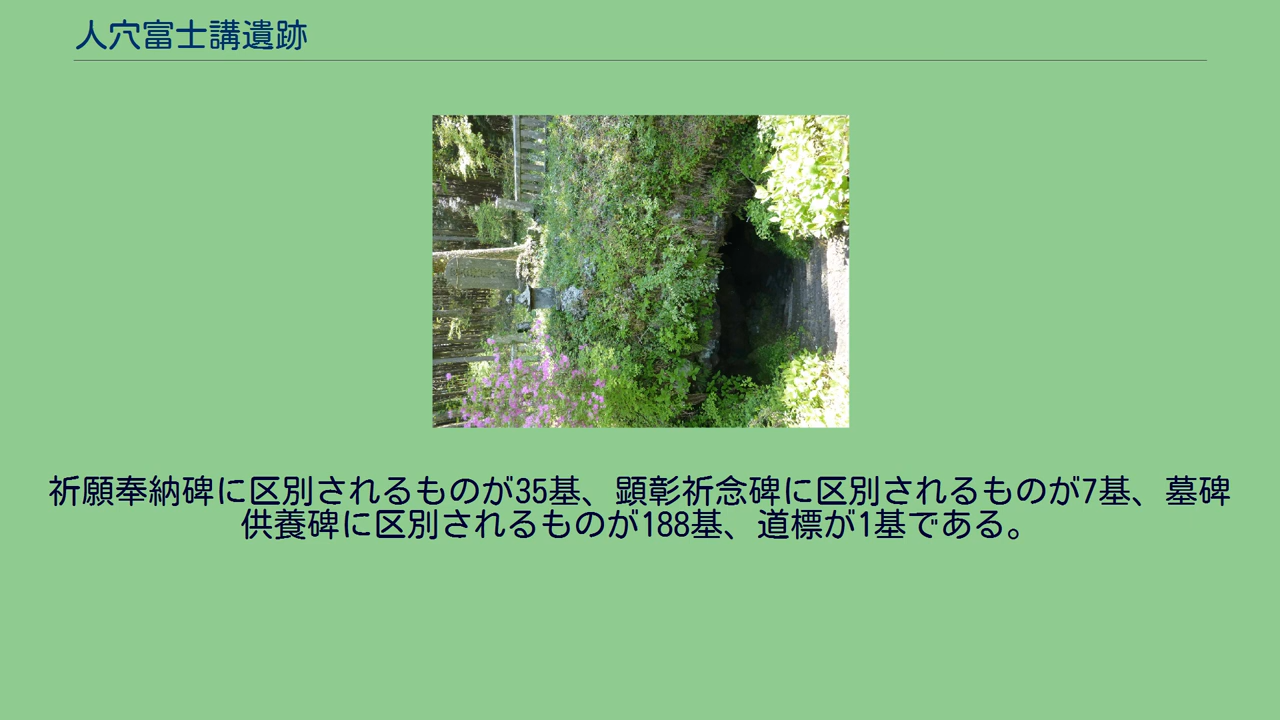 人穴富士講遺跡
祈願奉納碑に区別されるものが35基、顕彰祈念碑に区別されるものが7基、墓碑
供養碑に区別されるものが188基、道標が1基である。